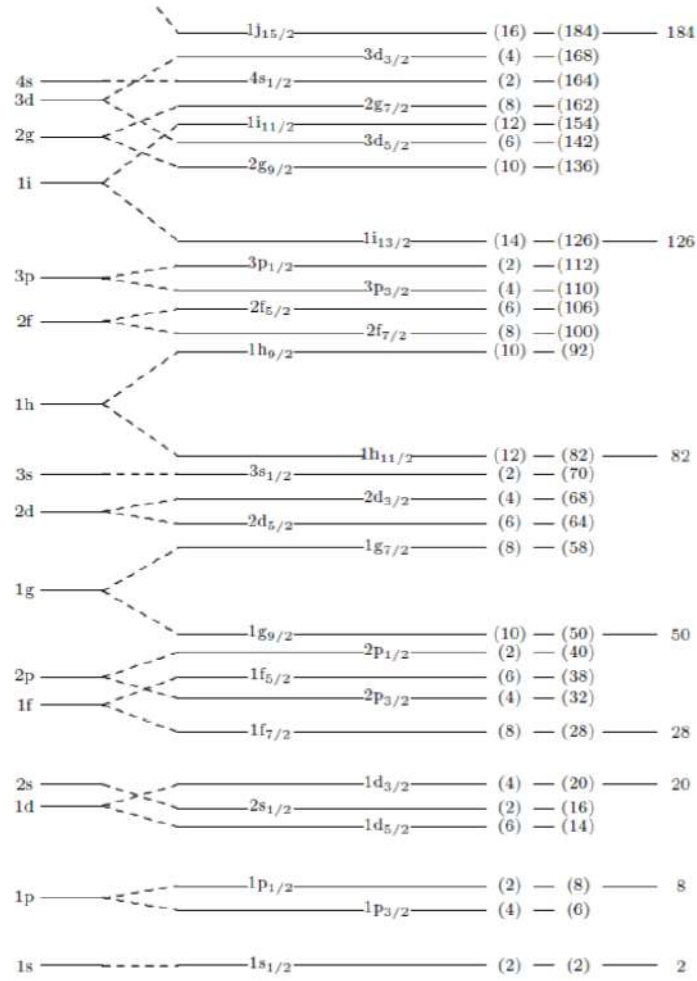 1j15/2 (16) (184) 184
3d3/2 (4) (168)
4s 4s1/2 (2) (164)
3d
2g7/2 (8) (162)
2g 1i11/2 (12) (154)
3d5/2 (6) (142)
2g9/2 (10) (136)
1i
1i13/2 (14) (126) 126
3p 3p1/2 (2) (112)
3p3/2 (4) (110)
2f 2f5/2 (6) (106)
2f7/2 (8) (100)
1h9/2 (10) (92)
1h
1h11/2 (12) (82) 82
3s 3s1/2 (2) (70)
2d 2d3/2 (4) (68)
2d5/2 (6) (64)
1g7/2 (8) (58)
1g
1g9/2 (10) (50) 50
2p1/2 (2) (40)
2p 1f5/2 (6) (38)
1f 2p3/2 (4) (32)
1f7/2 (8) (28) 28
2s 1d3/2 (4) (20) 20
1d 2s1/2 (2) (16)
1d5/2 (6) (14)
1p1/2 (2) (8) 8
1p 1p3/2 (4) (6)
1s 1s1/2 (2) (2) 2